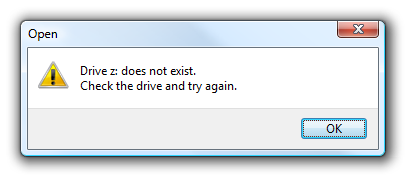 Open
Drive z: does not exist.
Check the drive and try again.
OK